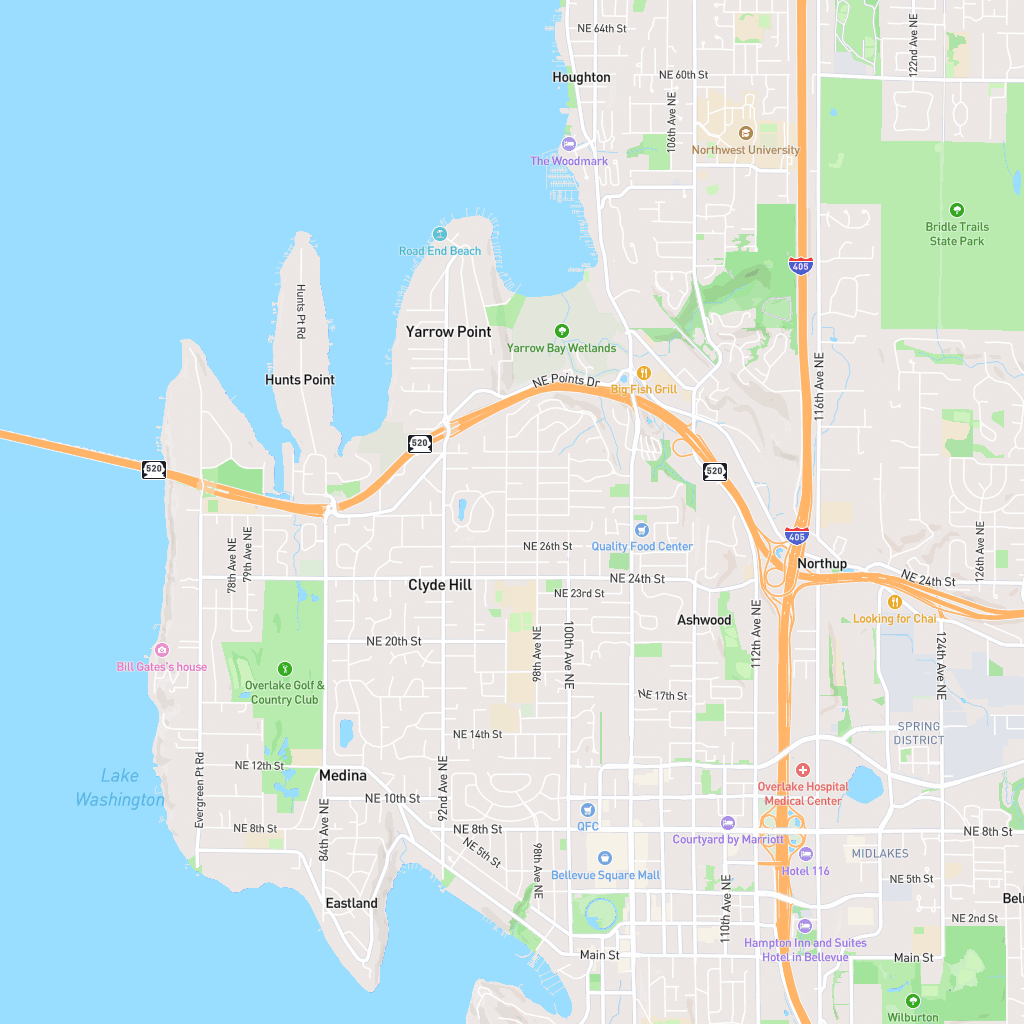 NE 64th St
122nd Ave NE
Houghton
NE 60th St
106th Ave NE
Northwest University
The Woodmark
Bridle Trails
State Park
Road End Beach
405
Hunts Pt Rd
Yarrow Point
Yarrow Bay Wetlands
Hunts Point
NE Points Dr
Big Fish Grill
116th Ave NE
520
520
520
405
78th Ave NE
79th Ave NE
NE 26th St
Quality Food Center
126th Ave NE
Northup
NE 24th St
NE 24th St
Clyde Hill
NE 23rd St
Looking for Chai
Ashwood
112th Ave NE
NE 20th St
98th Ave NE
100th Ave NE
124th Ave NE
Bill Gates's house
Overlake Golf &
Country Club
NE 17th St
NE 14th St
SPRING
DISTRICT
Lake
Washington
Evergreen Pt Rd
NE 12th St
Medina
92nd Ave NE
Overlake Hospital
Medical Center
NE 10th St
84th Ave NE
QFC
NE 8th St
NE 8th St
NE 8th St
Courtyard by Marriott
NE 5th St
98th Ave NE
MIDLAKES
Hotel 116
Bellevue Square Mall
NE 5th St
110th Ave NE
Eastland
Bel
NE 2nd St
Hampton Inn and Suites
Hotel in Bellevue
Main St
Main St
Wilburton